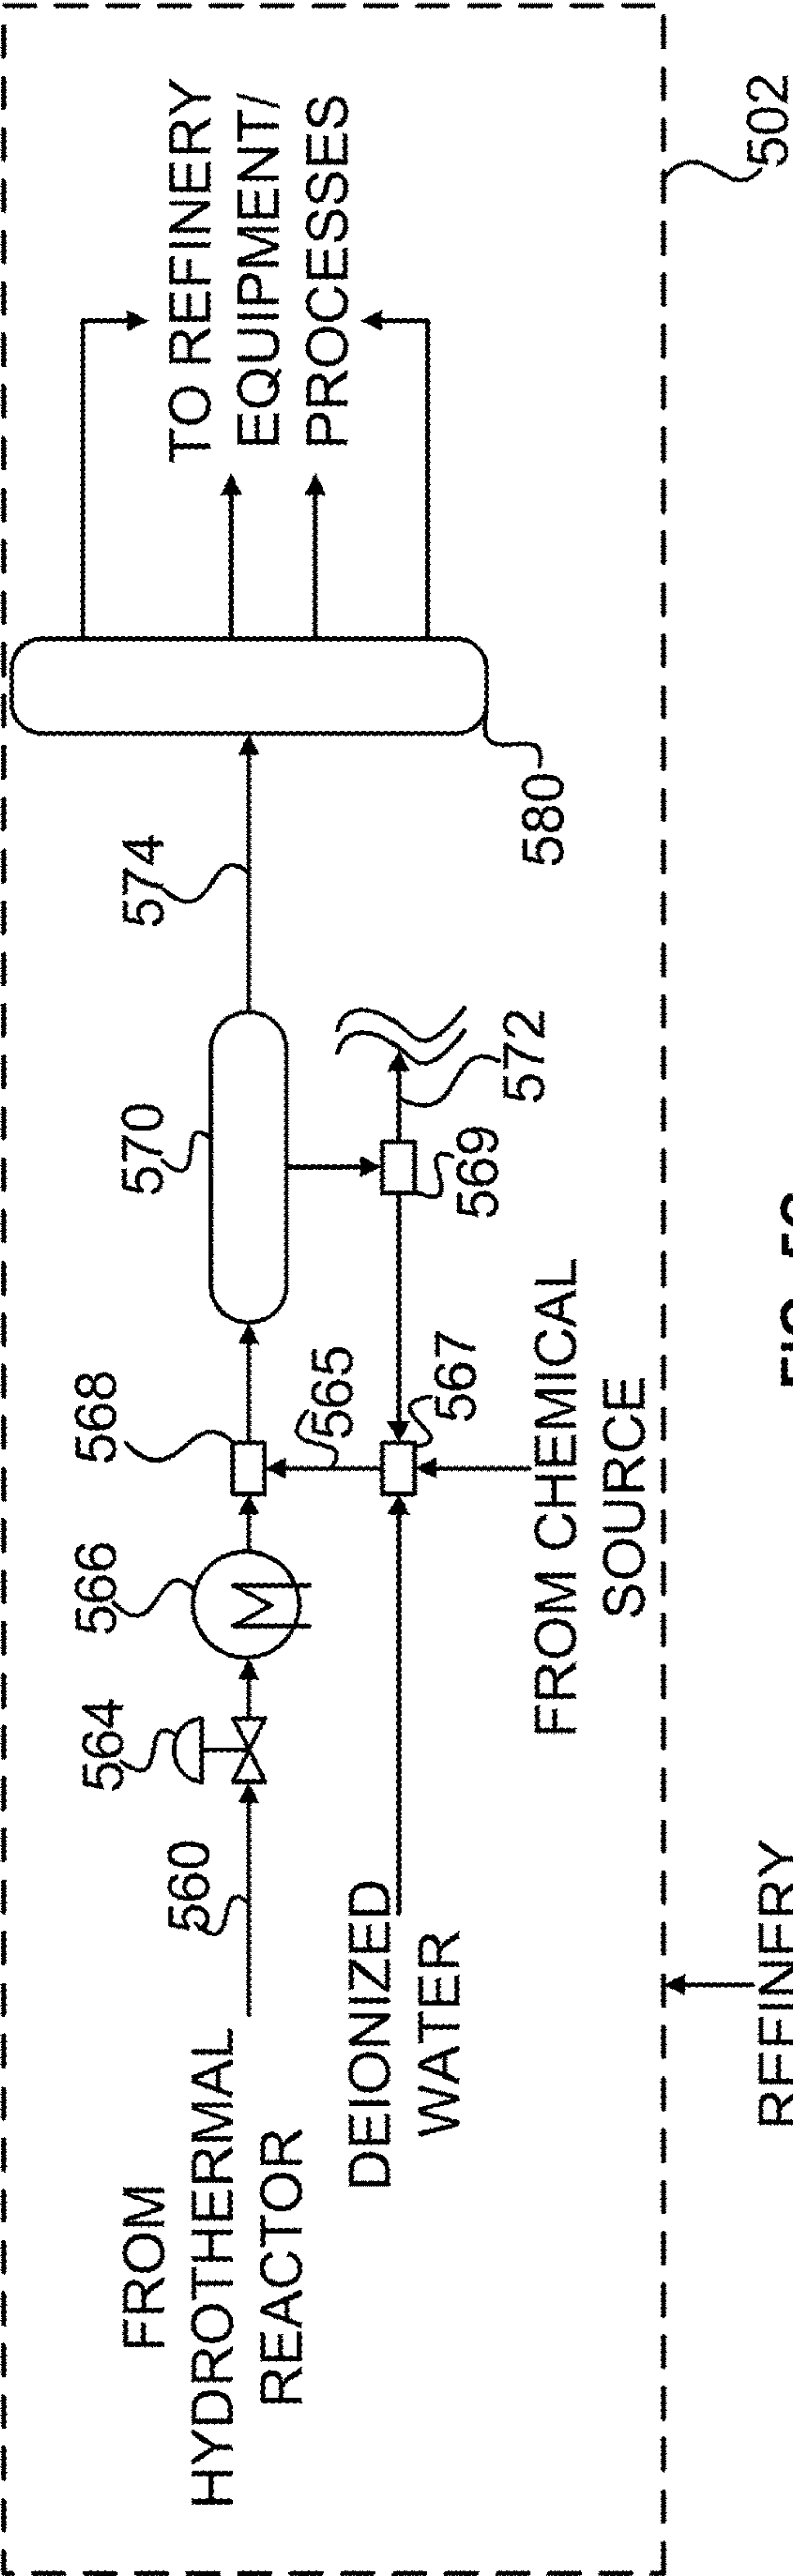 FROM
HYDROTHERMAL
REACTOR
560
564
566
568
570
574
TO REFINERY
EQUIPMENT/
PROCESSES
DEIONIZED
WATER
565
567
569
572
580
FROM CHEMICAL
SOURCE
REFINERY
502